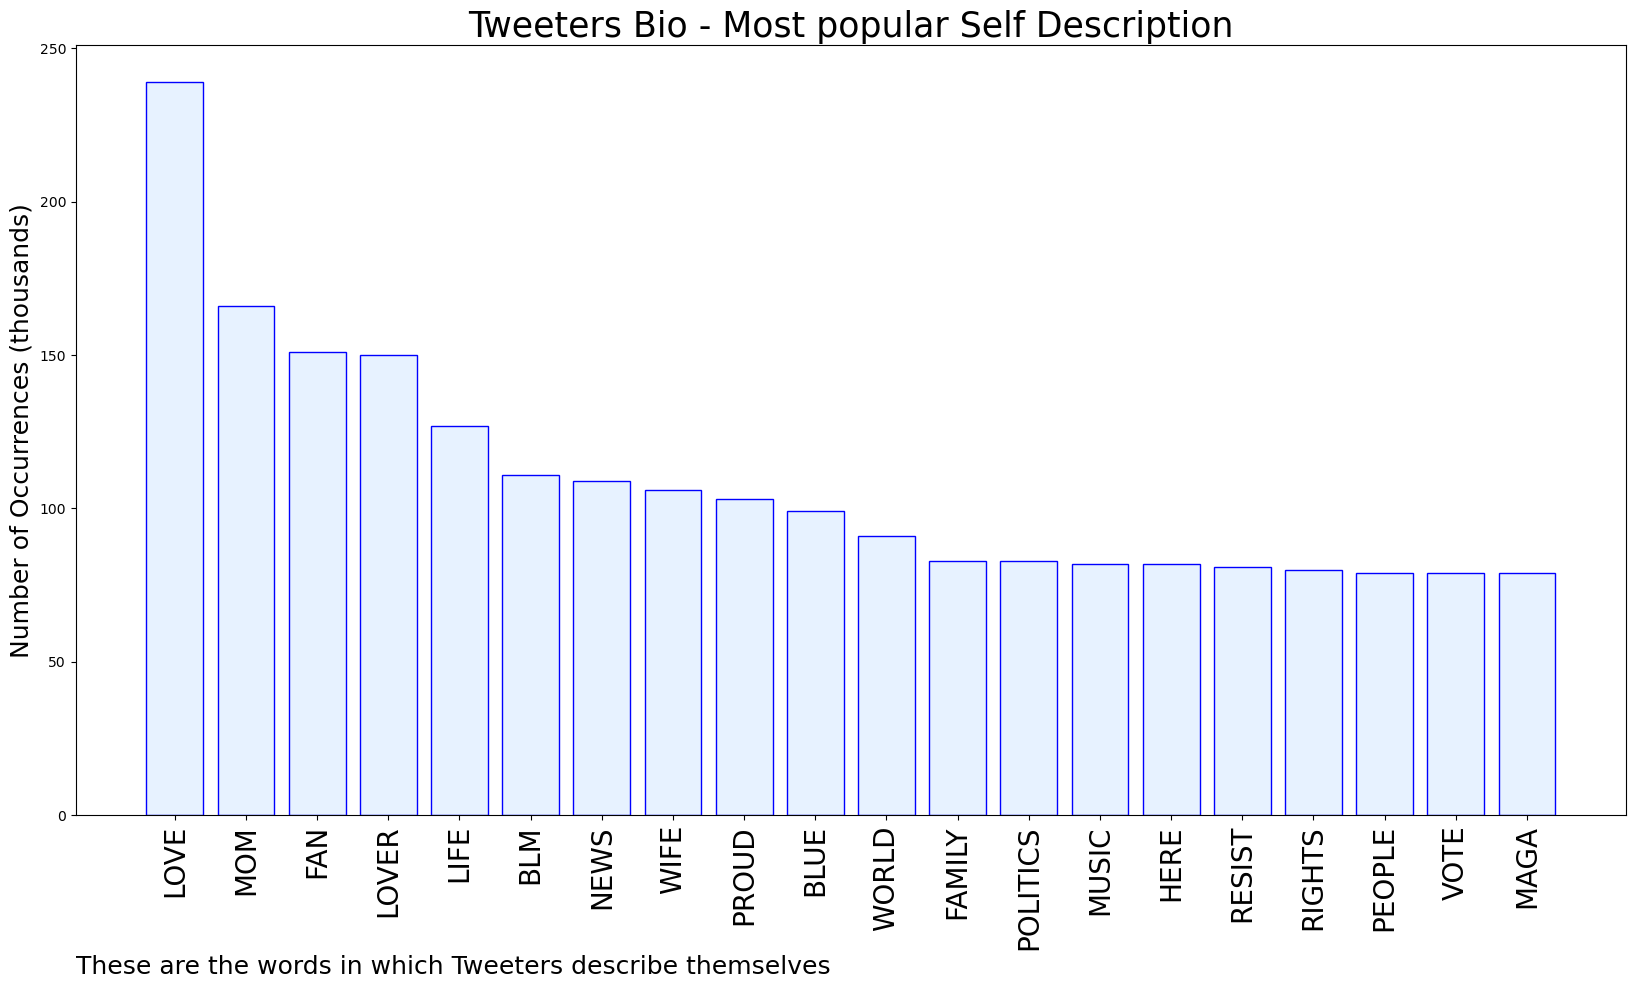 Tweeters Bio - Most popular Self Description
Number of Occurrences (thousands)
250
200
150
100
50
0
LOVE
MOM
FAN
LOVER
LIFE
BLM
NEWS
WIFE
PROUD
BLUE
WORLD
FAMILY
POLITICS
MUSIC
HERE
RESIST
RIGHTS
PEOPLE
VOTE
MAGA
These are the words in which Tweeters describe themselves